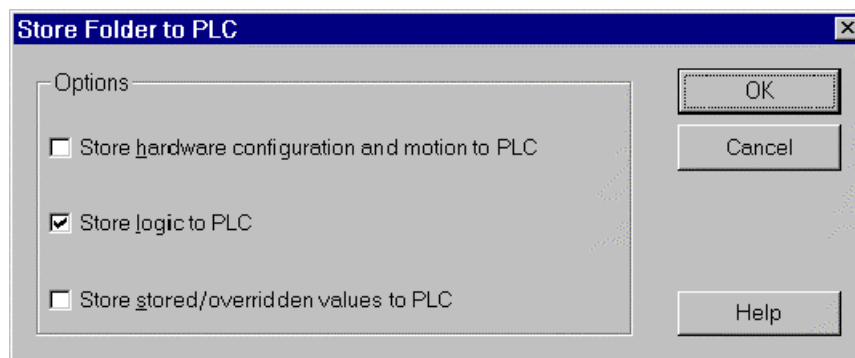 Store Folder to PLC
Options
OK
Store hardware configuration and motion to PLC
Cancel
Store logic to PLC
Store stored/overridden values to PLC
Help